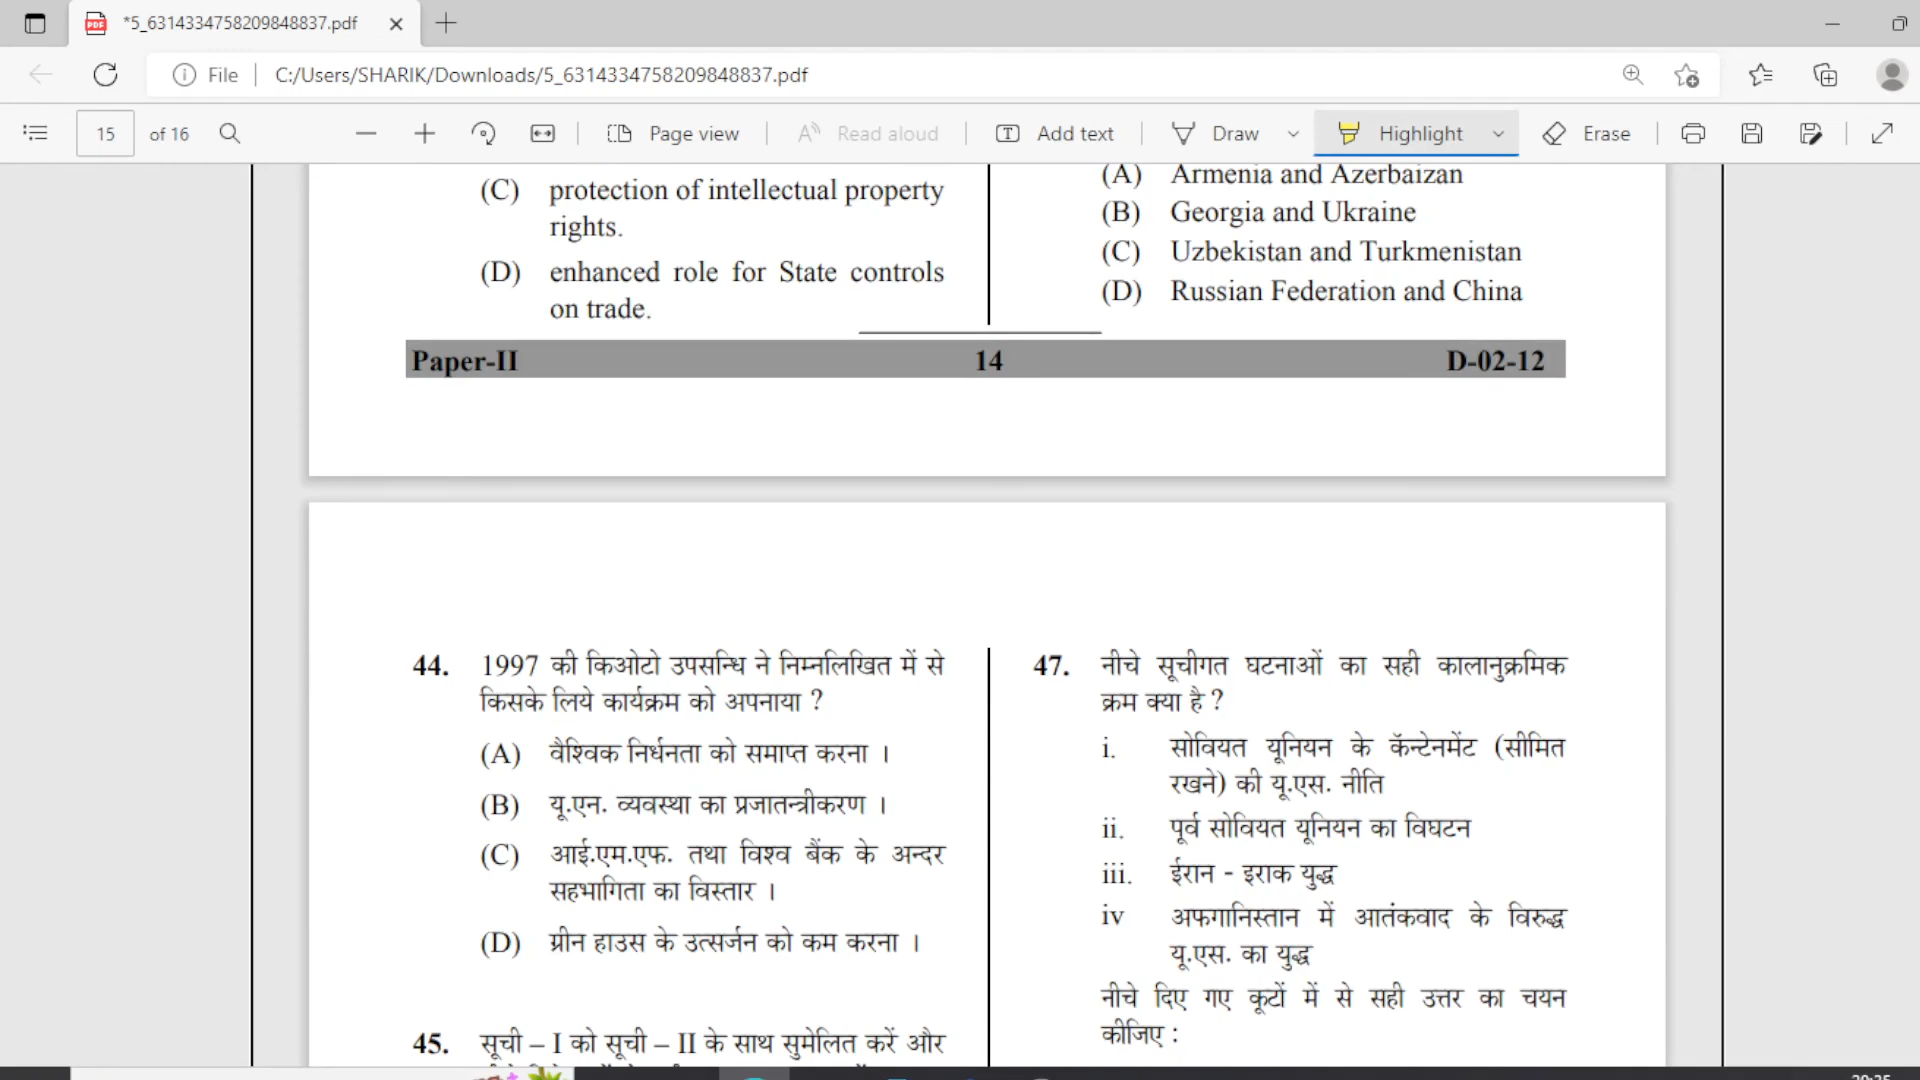 *5_6314334758209848837.pdf
File
C:/Users/SHARIK/Downloads/5_6314334758209848837.pdf
15 of 16
Page view
Read aloud
Add text
Draw
Highlight
Erase
(C) protection of intellectual property
rights.
(D) enhanced role for State controls
on trade.
(A) Armenia and Azerbaizan
(B) Georgia and Ukraine
(C) Uzbekistan and Turkmenistan
(D) Russian Federation and China
Paper-II 14 D-02-12
44. 1997 की किओटो उपसन्धि ने निम्नलिखित में से
किसके लिये कार्यक्रम को अपनाया ?
(A) वैश्विक निर्धनता को समाप्त करना ।
(B) यू.एन. व्यवस्था का प्रजातन्त्रीकरण ।
(C) आई.एम.एफ. तथा विश्व बैंक के अन्दर
सहभागिता का विस्तार ।
(D) ग्रीन हाउस के उत्सर्जन को कम करना ।
45. सूची – I को सूची – II के साथ सुमेलित करें और
47. नीचे सूचीगत घटनाओं का सही कालानुक्रमिक
क्रम क्या है ?
i. सोवियत यूनियन के कॅन्टेनमेंट (सीमित
रखने) की यू.एस. नीति
ii. पूर्व सोवियत यूनियन का विघटन
iii. ईरान - इराक युद्ध
iv अफगानिस्तान में आतंकवाद के विरुद्ध
यू.एस. का युद्ध
नीचे दिए गए कूटों में से सही उत्तर का चयन
कीजिए :